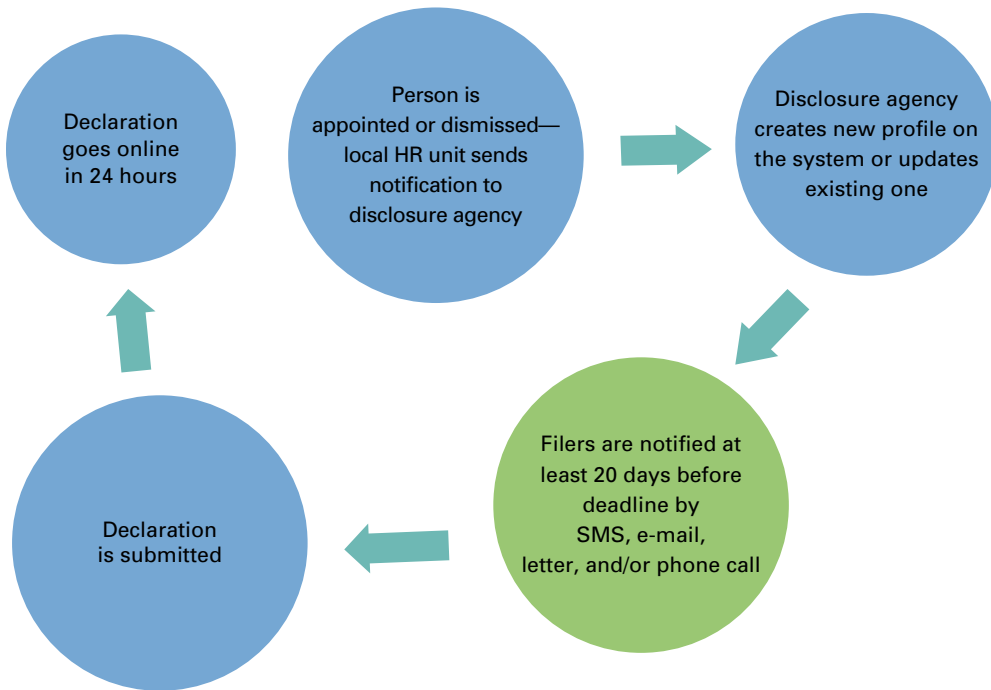 Declaration
goes online
in 24 hours
Person is
appointed or dismissed—
local HR unit sends
notification to
disclosure agency
Disclosure agency
creates new profile on
the system or updates
existing one
Filers are notified at
least 20 days before
deadline by
SMS, e-mail,
letter, and/or phone call
Declaration
is submitted